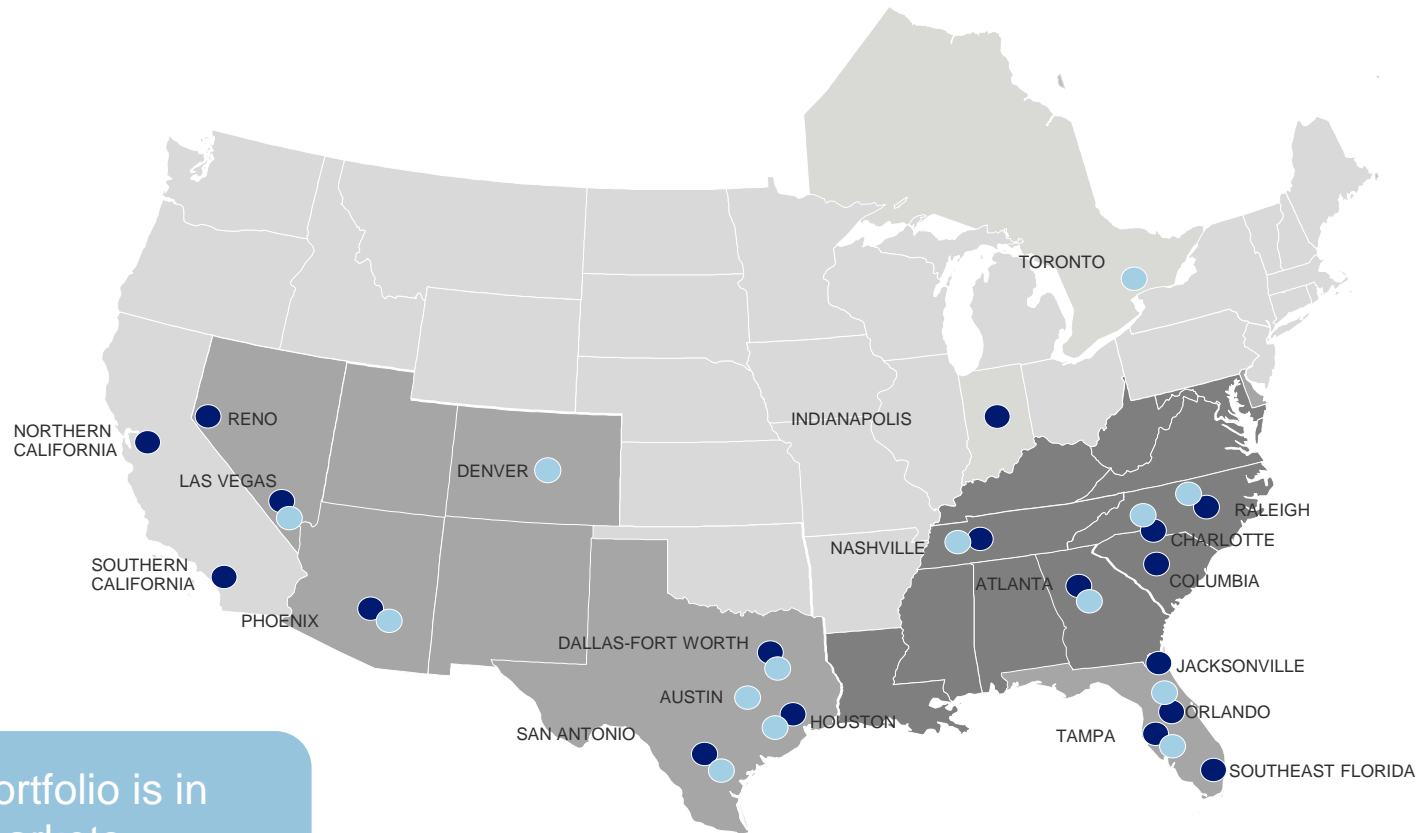 TORONTO
RENO
INDIANAPOLIS
NORTHERN
CALIFORNIA
DENVER
LAS VEGAS
RALEIGH
NASHVILLE
CHARLOTTE
SOUTHERN
CALIFORNIA
ATLANTA
COLUMBIA
PHOENIX
DALLAS-FORT WORTH
JACKSONVILLE
AUSTIN
ORLANDO
HOUSTON
SAN ANTONIO
TAMPA
SOUTHEAST FLORIDA
is in